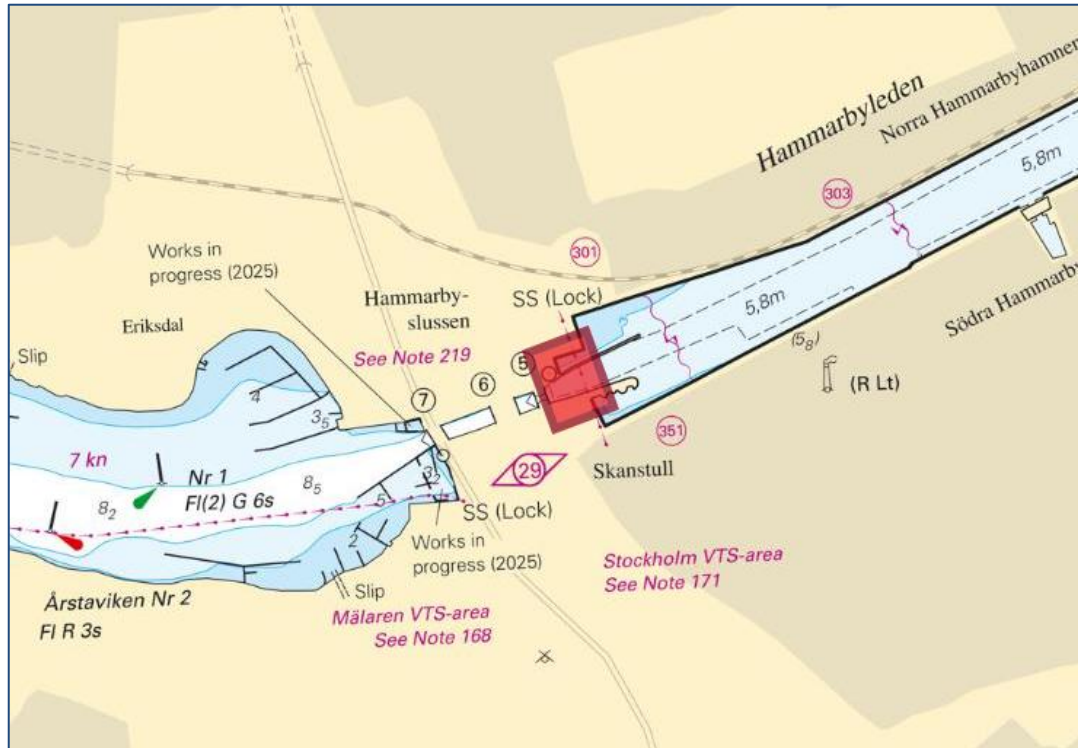 Hammarbyleden
Norra Hammarbyhamnen
5,8m
303
Works in
progress (2025)
301
SS (Lock)
Hammarby-
slussen
5,8m
Södra Hammarby
Eriksdal
See Note 219
(5₈)
Slip
5
(R Lt)
6
4
7
3₅
351
7 kn
29
Skanstull
Nr 1
8₅
3₂
Fl(2) G 6s
8₂
5
SS (Lock)
2
Works in
progress (2025)
Stockholm VTS-area
See Note 171
Årstaviken Nr 2
Slip
Fl R 3s
Mälaren VTS-area
See Note 168